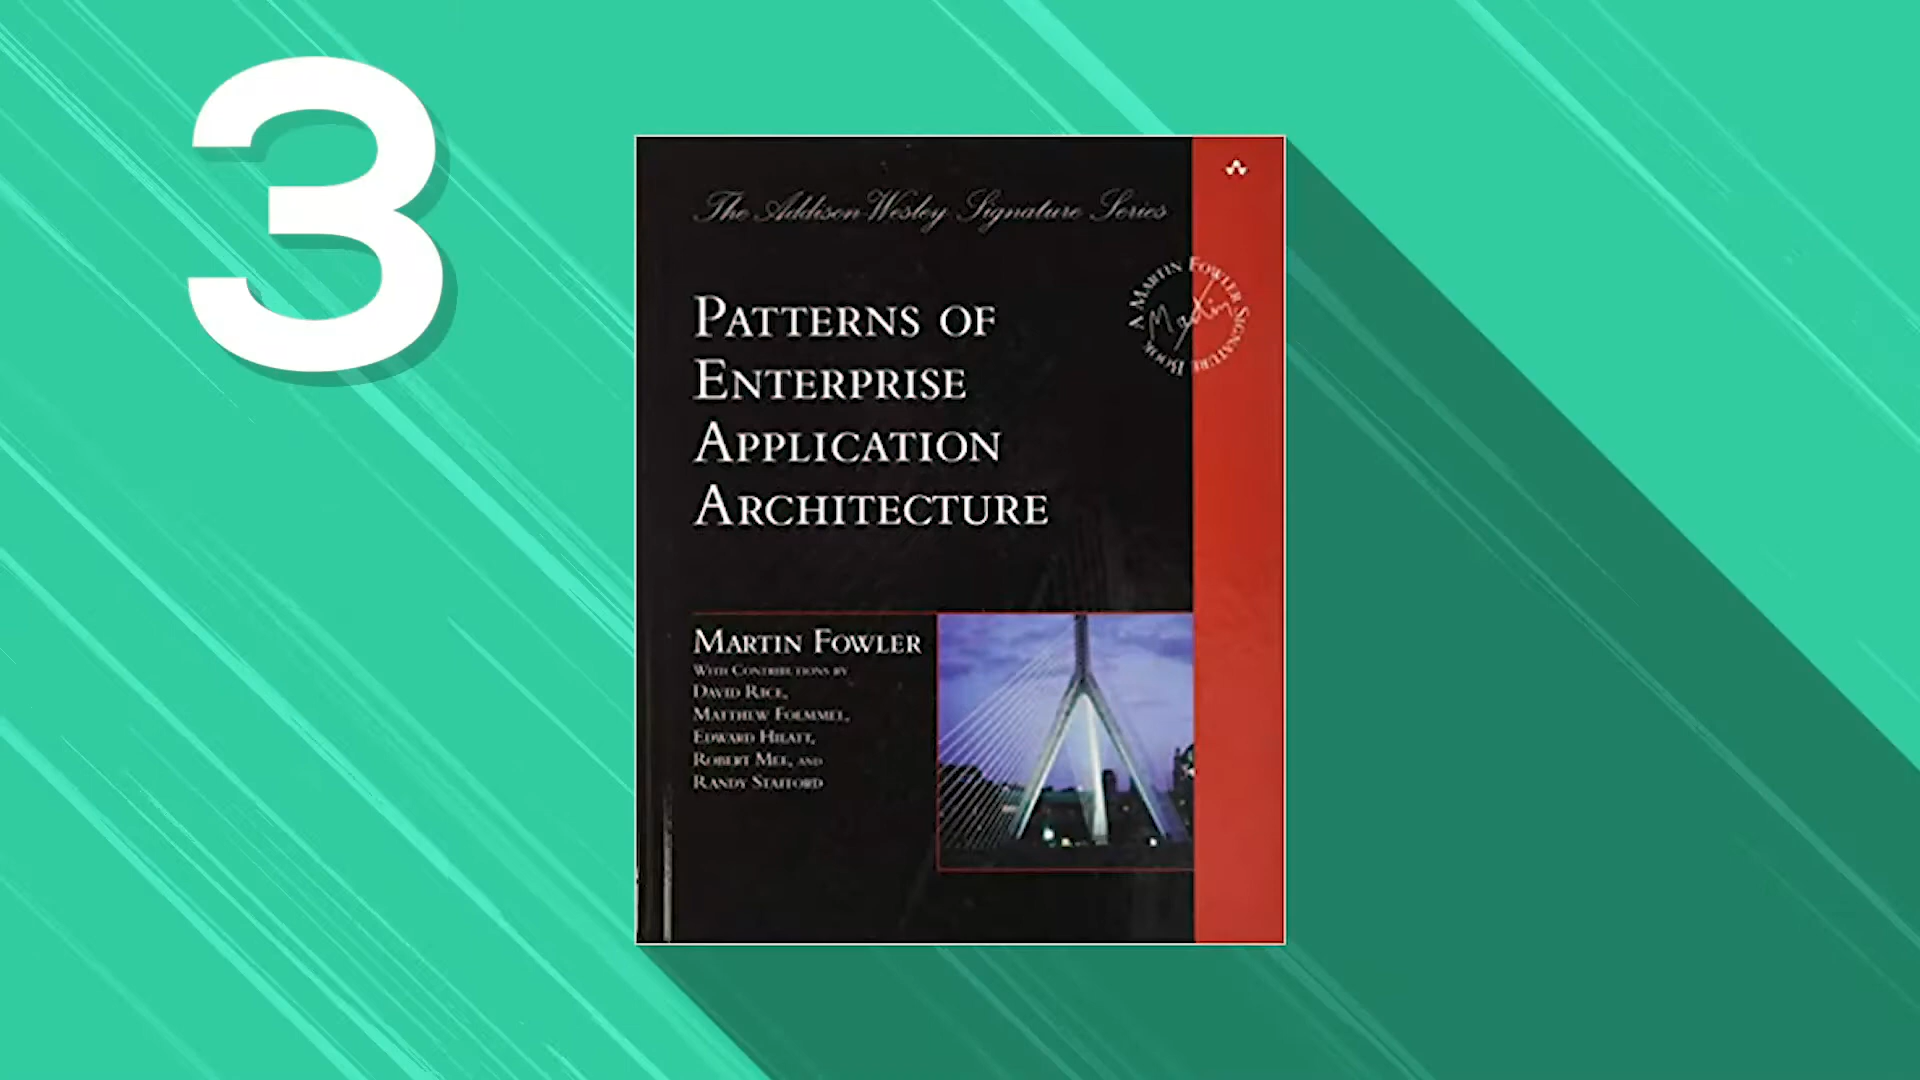 3
The Addison-Wesley Signature Series
A MARTIN FOWLER SIGNATURE BOOK
Martin
PATTERNS OF
ENTERPRISE
APPLICATION
ARCHITECTURE
MARTIN FOWLER
WITH CONTRIBUTIONS BY
DAVID RICE,
MATTHEW FOEMMEL,
EDWARD HIEATT,
ROBERT MEE, AND
RANDY STAFFORD